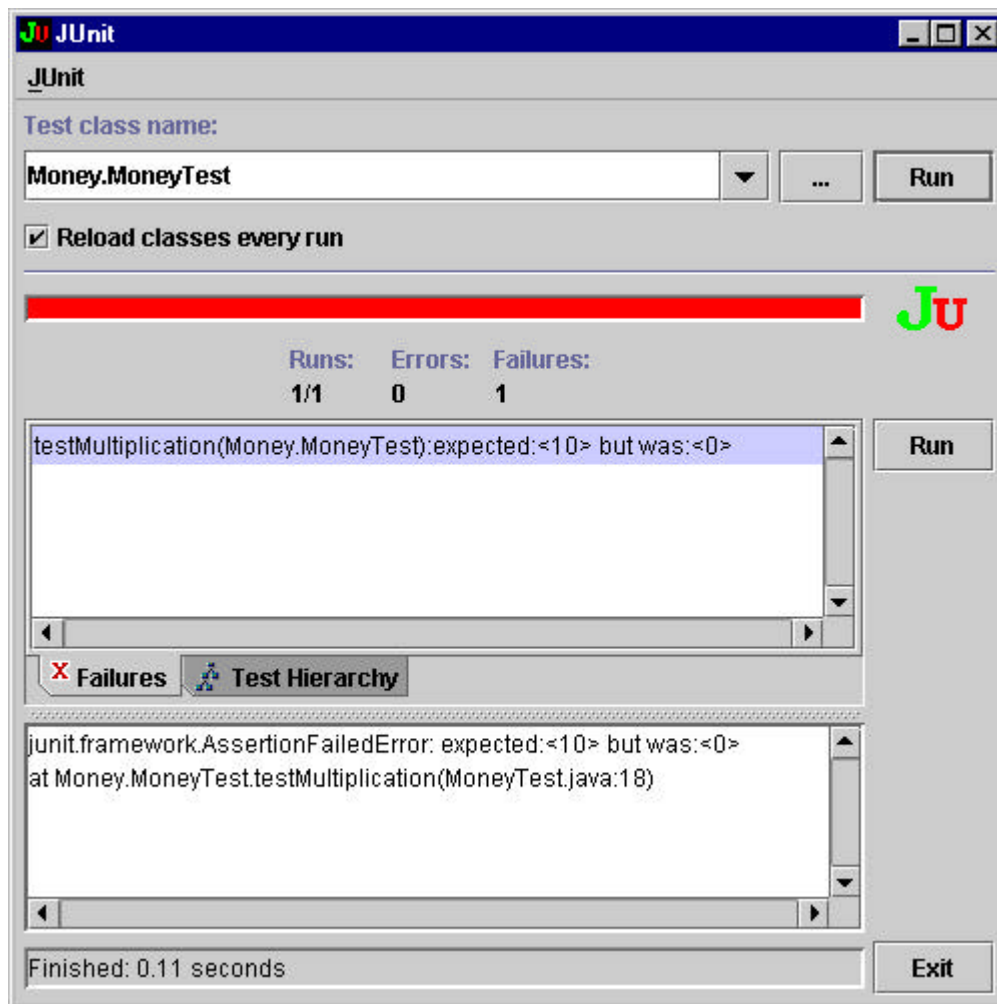 JU JUnit
JUnit
Test class name:
Money.MoneyTest ... Run
Reload classes every run
JU
Runs: Errors: Failures:
1/1 0 1
testMultiplication(Money.MoneyTest):expected:<10> but was:<0>
Run
X Failures Test Hierarchy
junit.framework.AssertionFailedError: expected:<10> but was:<0>
at Money.MoneyTest.testMultiplication(MoneyTest.java:18)
Finished: 0.11 seconds Exit